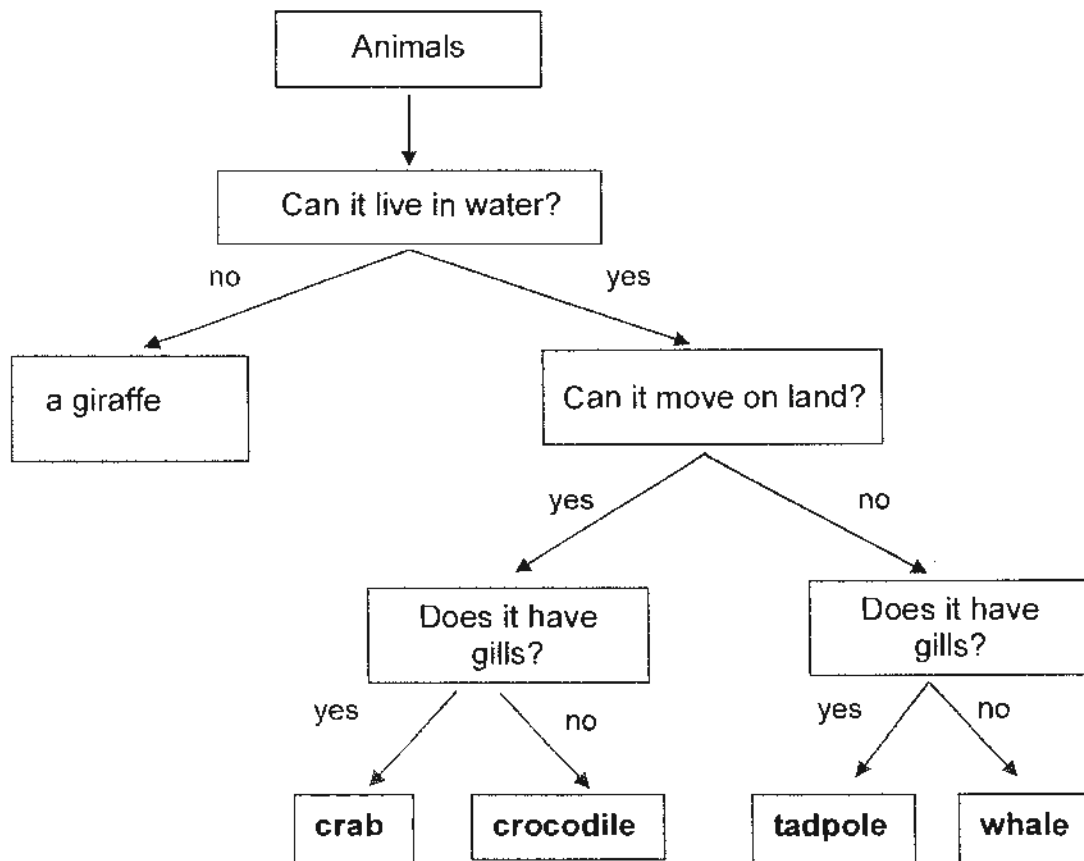 Animals
Can it live in water?
no
yes
a giraffe
Can it move on land?
yes
no
Does it have
gills?
Does it have
gills?
yes
no
yes
no
crab
crocodile
tadpole
whale